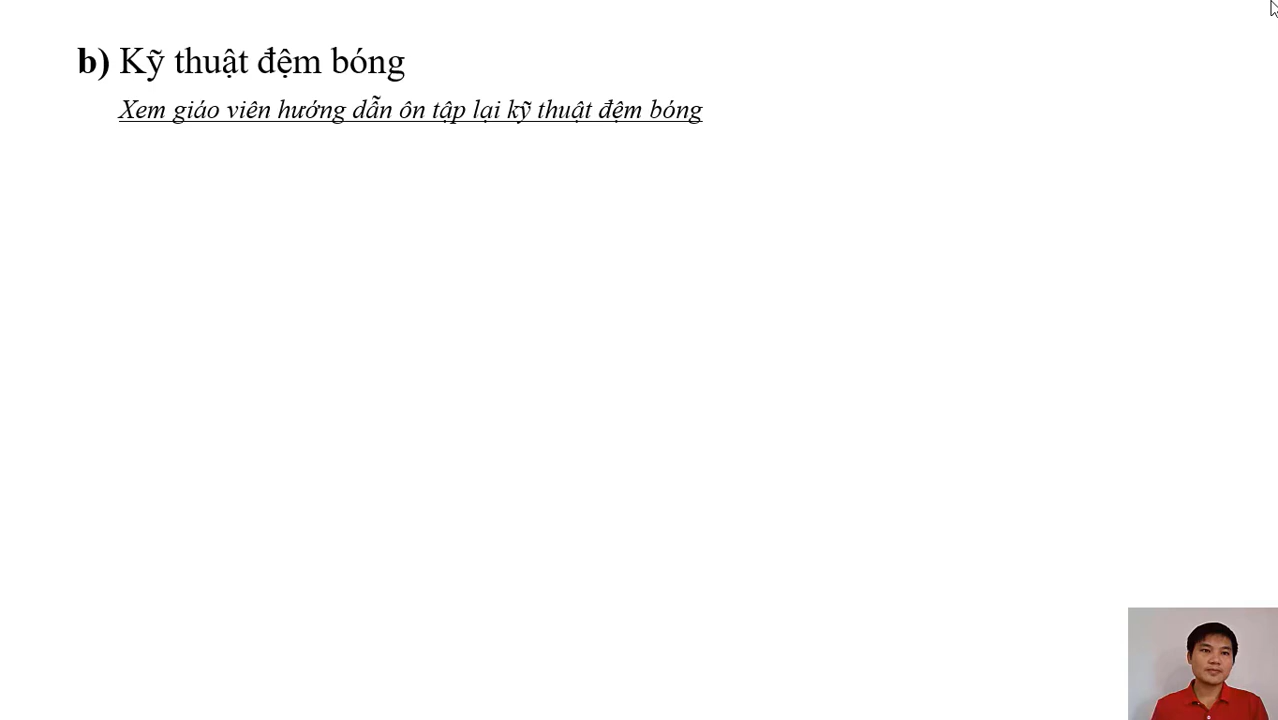 b) Kỹ thuật đệm bóng
Xem giáo viên hướng dẫn ôn tập lại kỹ thuật đệm bóng